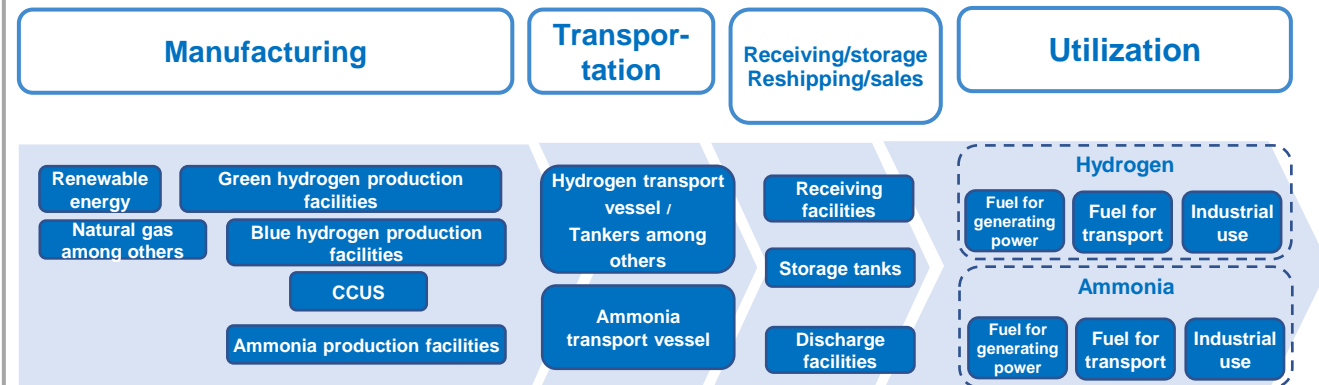 Manufacturing
Transpor-
tation
Receiving/storage
Reshipping/sales
Utilization
Renewable
energy
Green hydrogen production
facilities
Natural gas
among others
Blue hydrogen production
facilities
CCUS
Ammonia production facilities
Hydrogen transport
vessel /
Tankers among
others
Ammonia
transport vessel
Receiving
facilities
Storage tanks
Discharge
facilities
Hydrogen
Fuel for
generating
power
Fuel for
transport
Industrial
use
Ammonia
Fuel for
generating
power
Fuel for
transport
Industrial
use